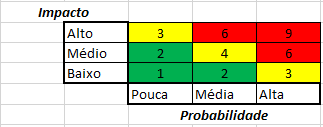 Impacto
Alto 3 6 9
Médio 2 4 6
Baixo 1 2 3
Pouca Média Alta
Probabilidade